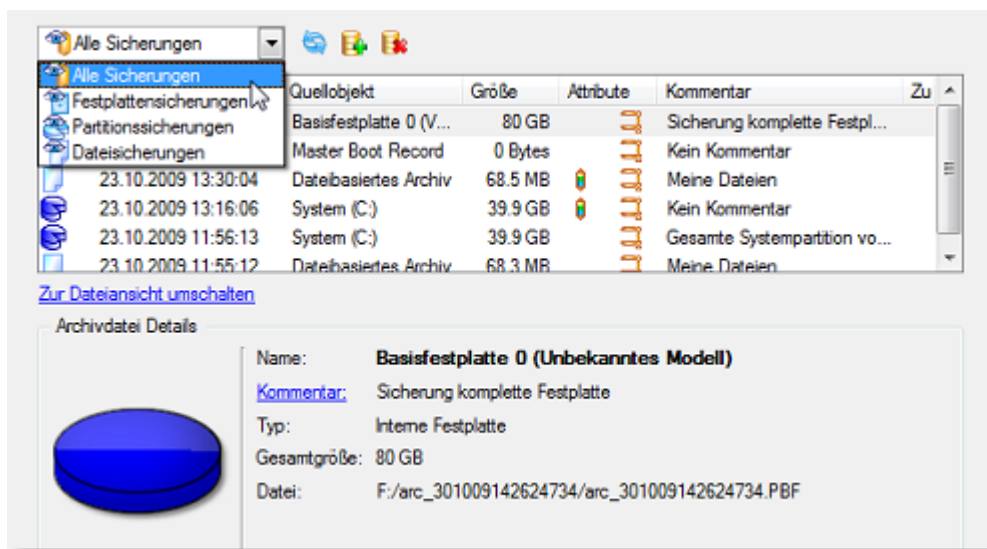 Alle Sicherungen
Alle Sicherungen
Festplattensicherungen
Partitionssicherungen
Dateisicherungen
Quellobjekt Größe Attribute Kommentar Zu
Basisfestplatte 0 (V... 80 GB Sicherung komplette Festpl...
Master Boot Record 0 Bytes Kein Kommentar
23.10.2009 13:30:04 Dateibasiertes Archiv 68.5 MB Meine Dateien
23.10.2009 13:16:06 System (C:) 39.9 GB Kein Kommentar
23.10.2009 11:56:13 System (C:) 39.9 GB Gesamte Systempartition vo...
23.10.2009 11:55:12 Dateibasiertes Archiv 68.3 MB Meine Dateien
Zur Dateiansicht umschalten
Archivdatei Details
Name: Basisfestplatte 0 (Unbekanntes Modell)
Kommentar: Sicherung komplette Festplatte
Typ: Interne Festplatte
Gesamtgröße: 80 GB
Datei: F:/arc_301009142624734/arc_301009142624734.PBF